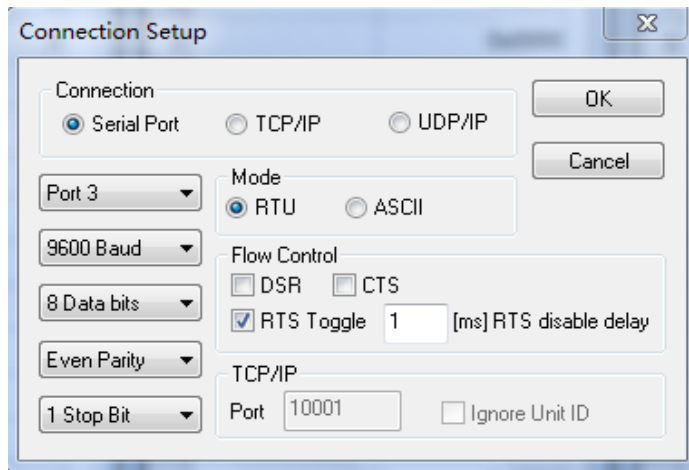 Connection Setup
Connection
Serial Port TCP/IP UDP/IP
OK
Cancel
Port 3
9600 Baud
8 Data bits
Even Parity
1 Stop Bit
Mode
RTU ASCII
Flow Control
DSR CTS
RTS Toggle 1 [ms] RTS disable delay
TCP/IP
Port 10001 Ignore Unit ID